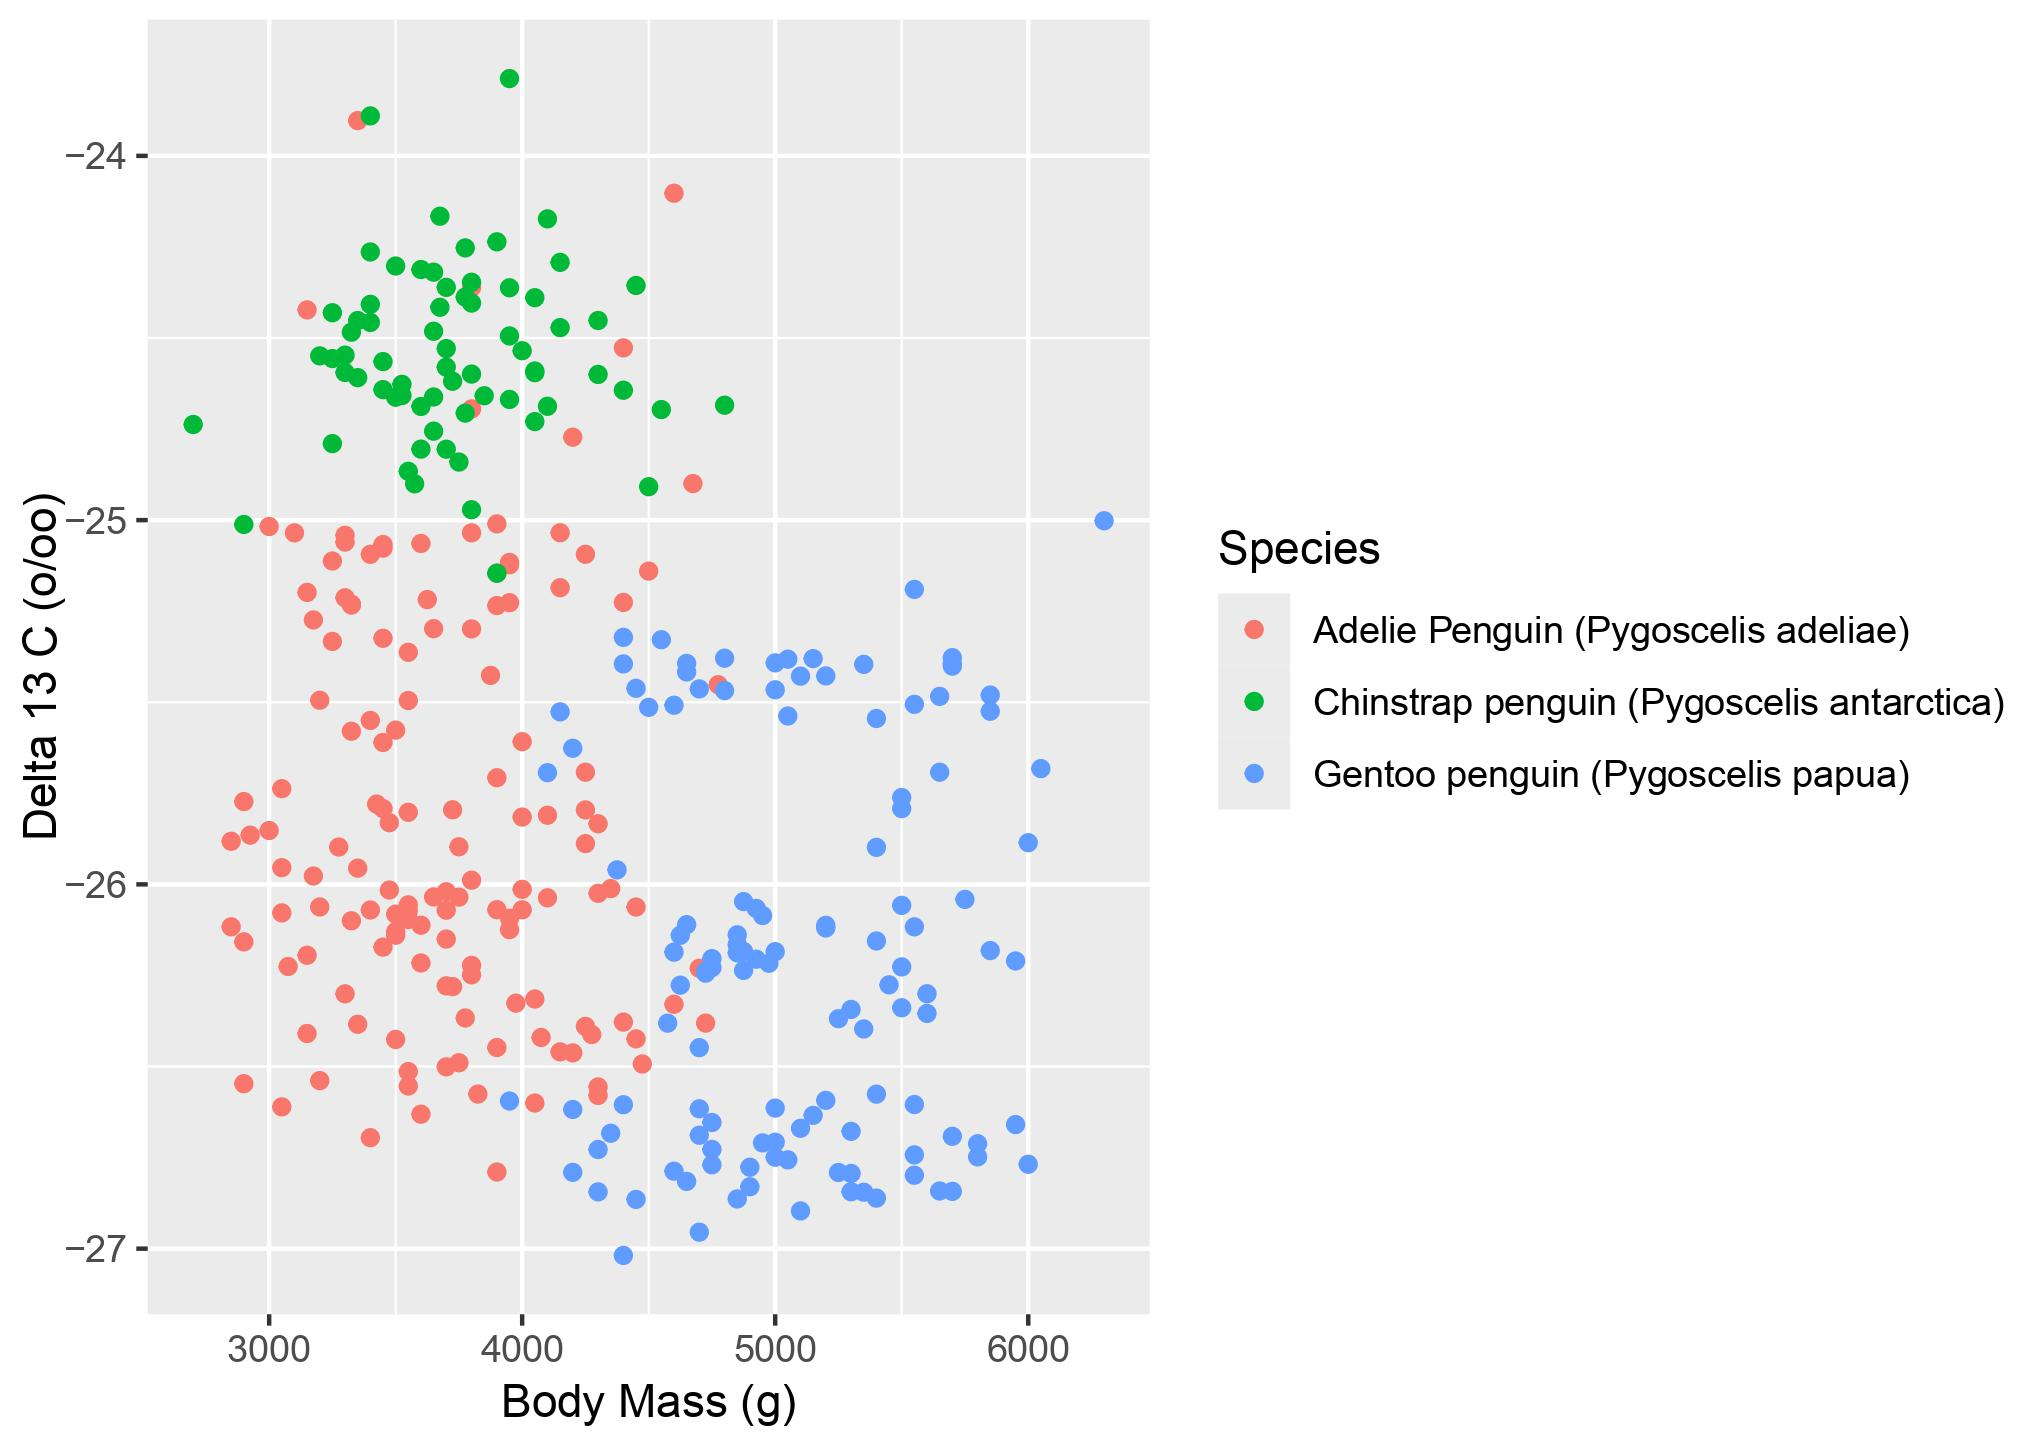 −24
−25
−26
−27
Delta 13 C (o/oo)
3000 4000 5000 6000
Body Mass (g)
Species
Adelie Penguin (Pygoscelis adeliae)
Chinstrap penguin (Pygoscelis antarctica)
Gentoo penguin (Pygoscelis papua)